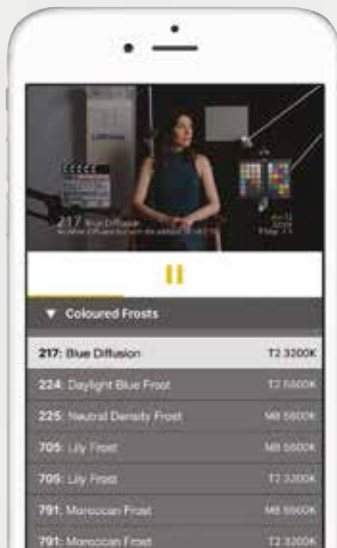 217 Blue Diffusion
▼ Coloured Frosts
217: Blue Diffusion T2 3200K
224: Daylight Blue Frost T2 5600K
225: Neutral Density Frost M8 5600K
705: Lily Frost M8 5600K
705: Lily Frost T2 3200K
791: Moroccan Frost M8 5600K
791: Moroccan Frost T2 3200K